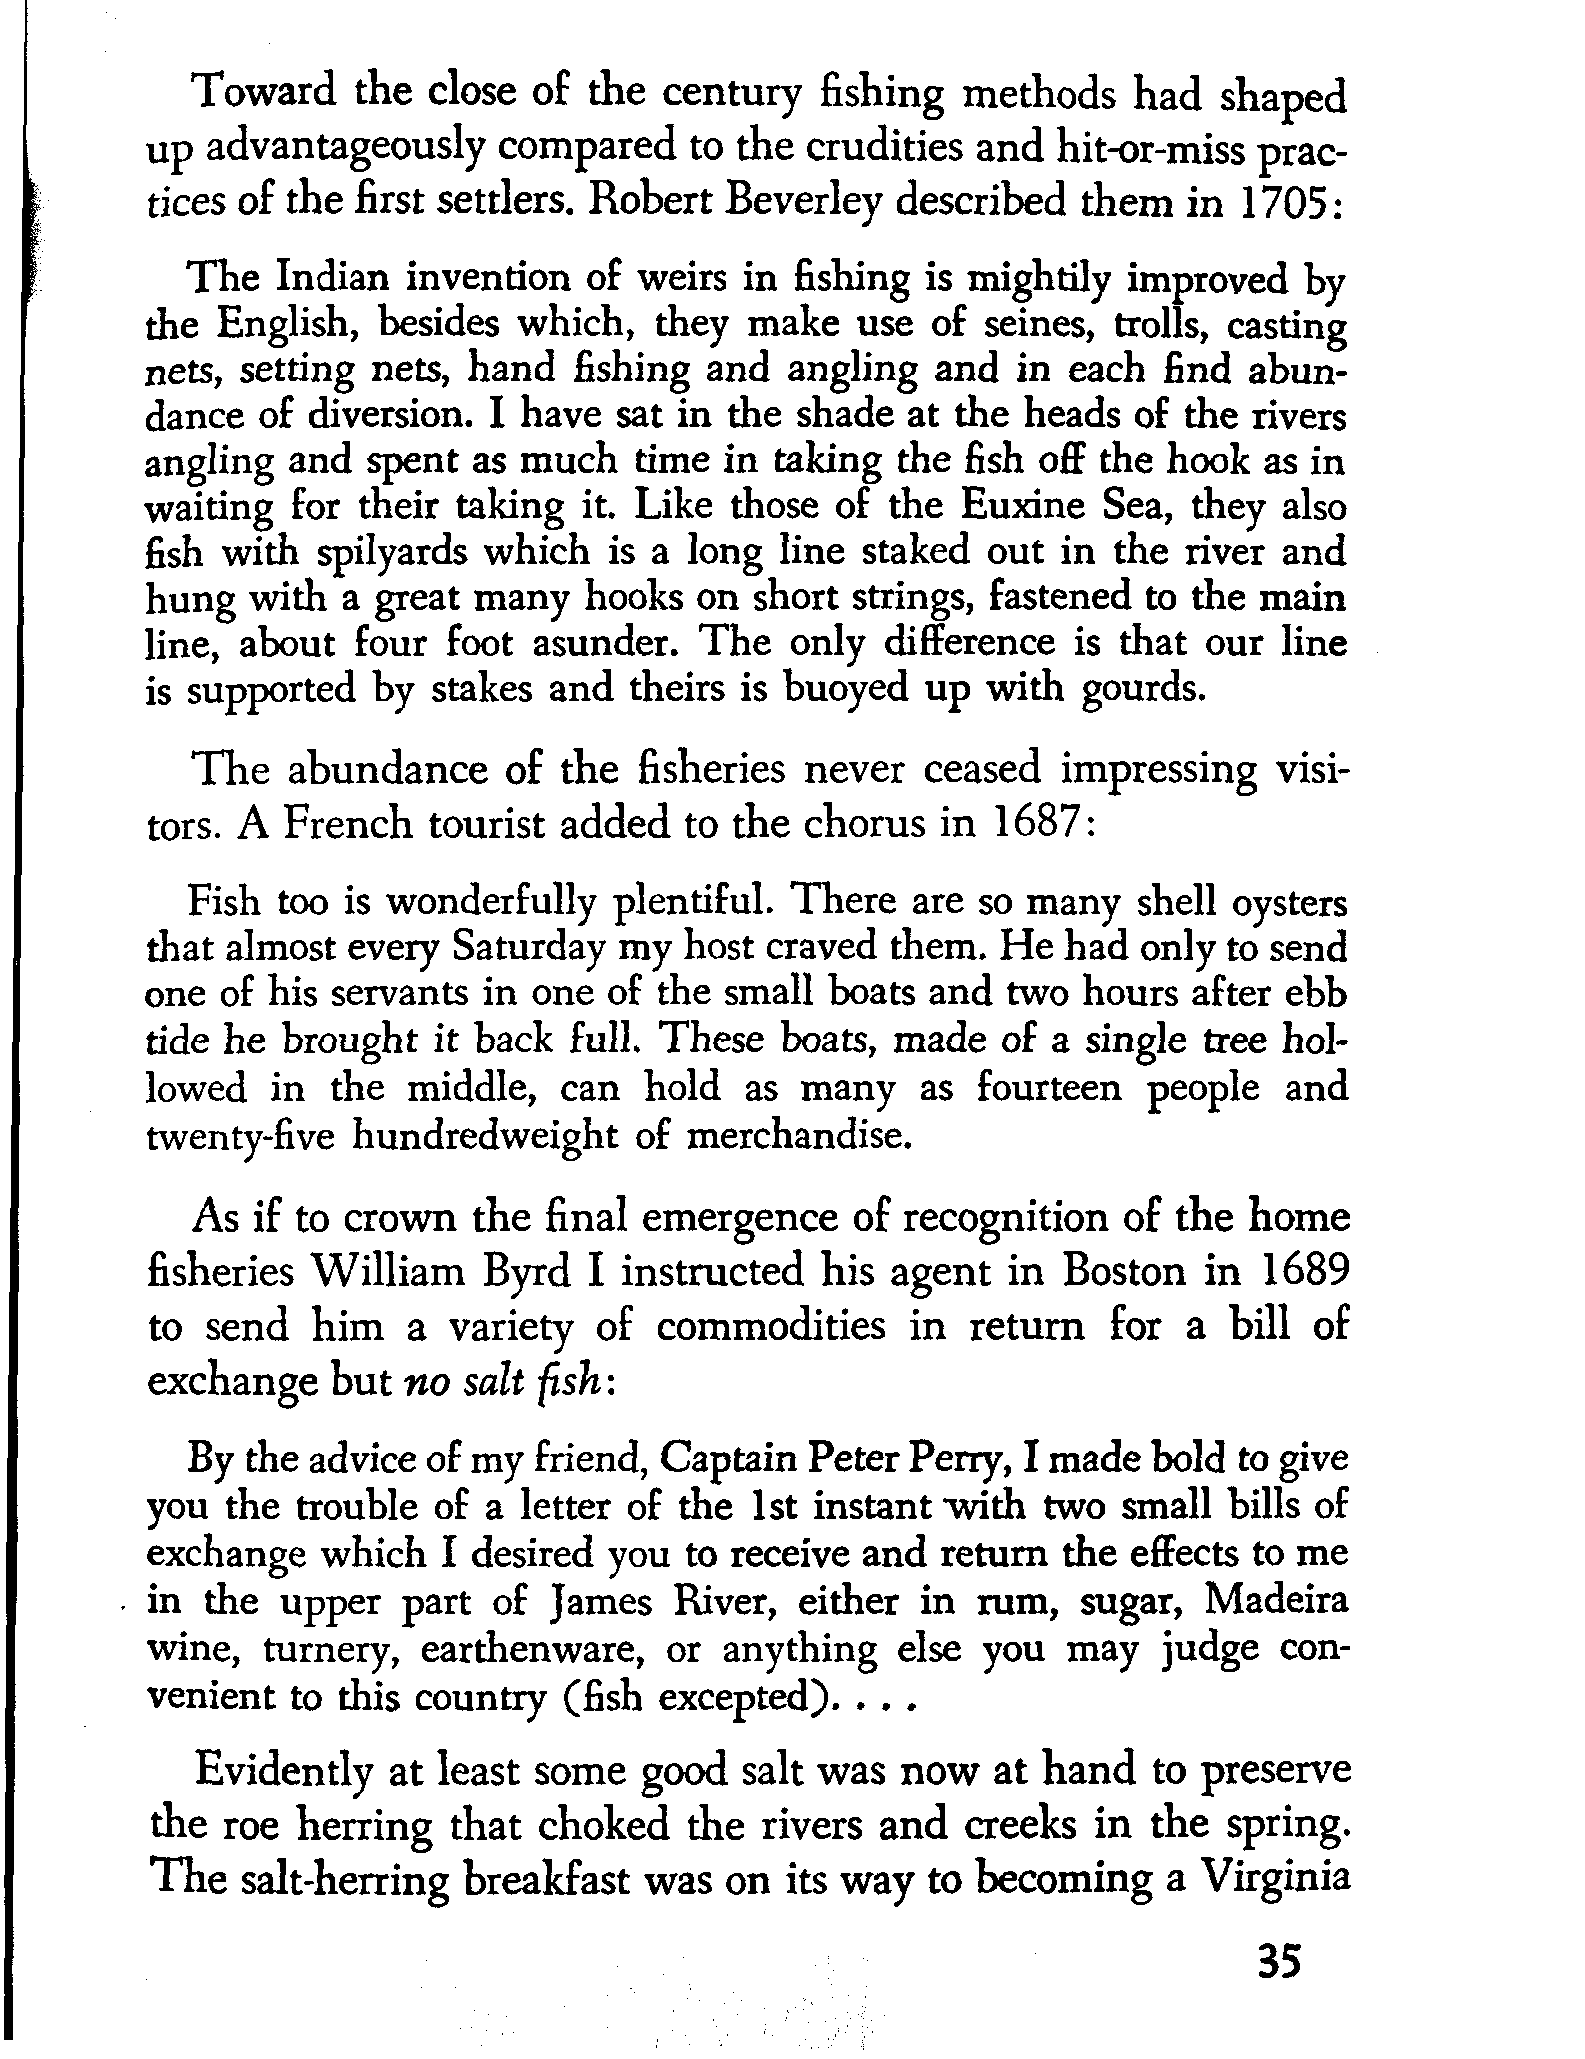 Toward the close of the century fishing methods had shaped
up advantageously compared to the crudities and hit-or-miss prac-
tices of the first settlers. Robert Beverley described them in 1705:
The Indian invention of weirs in fishing is mightily improved by
the English, besides which, they make use of seines, trolls, casting
nets, setting nets, hand fishing and angling and in each find abun-
dance of diversion. I have sat in the shade at the heads of the rivers
angling and spent as much time in taking the fish off the hook as in
waiting for their taking it. Like those of the Euxine Sea, they also
fish with spilyards which is a long line staked out in the river and
hung with a great many hooks on short strings, fastened to the main
line, about four foot asunder. The only difference is that our line
is supported by stakes and theirs is buoyed up with gourds.
The abundance of the fisheries never ceased impressing visi-
tors. A French tourist added to the chorus in 1687:
Fish too is wonderfully plentiful. There are so many shell oysters
that almost every Saturday my host craved them. He had only to send
one of his servants in one of the small boats and two hours after ebb
tide he brought it back full. These boats, made of a single tree hol-
lowed in the middle, can hold as many as fourteen people and
twenty-five hundredweight of merchandise.
As if to crown the final emergence of recognition of the home
fisheries William Byrd I instructed his agent in Boston in 1689
to send him a variety of commodities in return for a bill of
exchange but no salt fish:
By the advice of my friend, Captain Peter Perry, I made bold to give
you the trouble of a letter of the 1st instant with two small bills of
exchange which I desired you to receive and return the effects to me
in the upper part of James River, either in rum, sugar, Madeira
wine, turnery, earthenware, or anything else you may judge con-
venient to this country (fish excepted). . . .
Evidently at least some good salt was now at hand to preserve
the roe herring that choked the rivers and creeks in the spring.
The salt-herring breakfast was on its way to becoming a Virginia
35